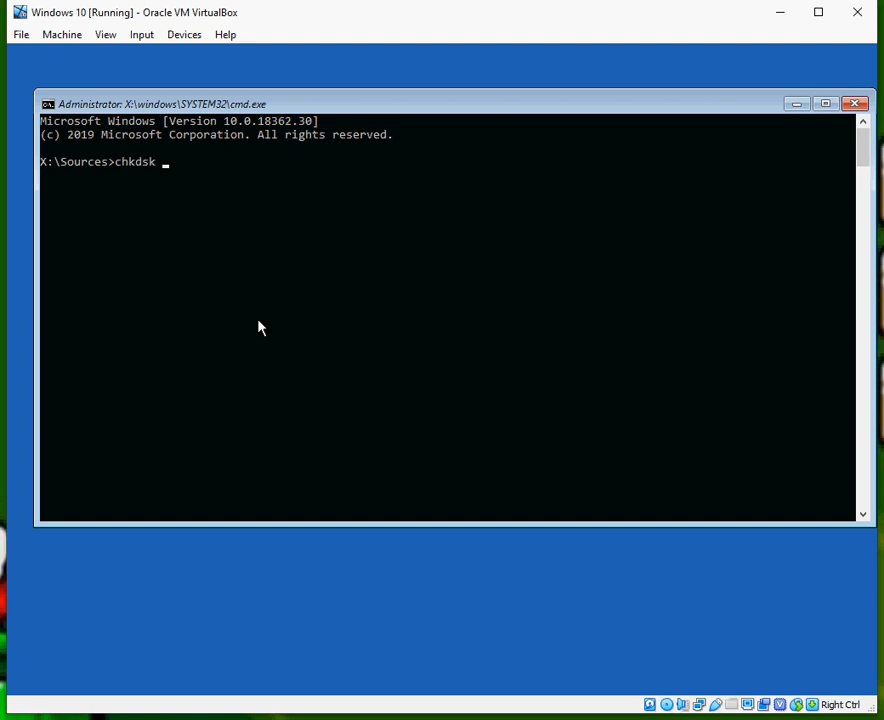 Windows 10 [Running] - Oracle VM VirtualBox
File Machine View Input Devices Help
Administrator: X:\windows\SYSTEM32\cmd.exe
Microsoft Windows [Version 10.0.18362.30]
(c) 2019 Microsoft Corporation. All rights reserved.
X:\Sources>chkdsk _
Right Ctrl